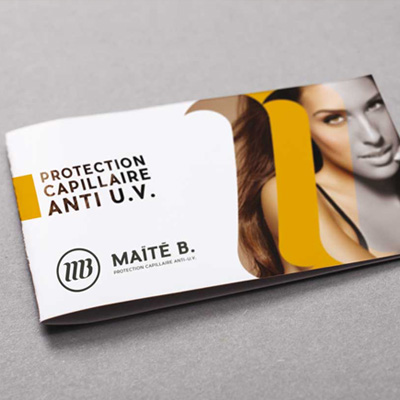 PROTECTION
CAPILLAIRE
ANTI U.V.
MB
MAÏTÉ B.
PROTECTION CAPILLAIRE ANTI-U.V.